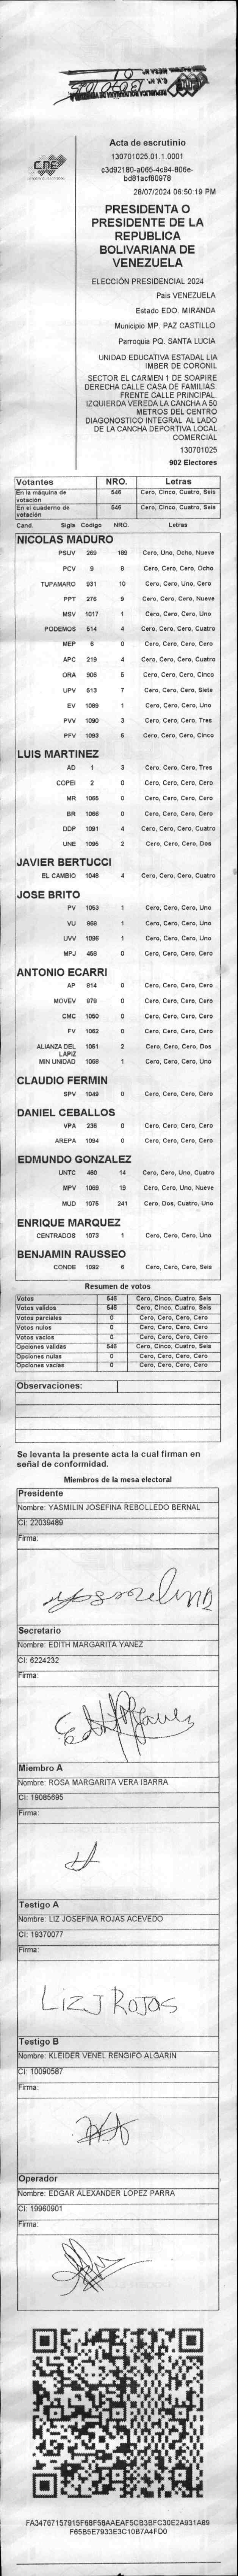 CNE
Acta de escrutinio
130701025.01.1.0001
c3d92180-a065-4c94-806e-
bd81acf80978
28/07/2024 06:50:19 PM
PRESIDENTA O
PRESIDENTE DE LA
REPUBLICA
BOLIVARIANA DE
VENEZUELA
ELECCIÓN PRESIDENCIAL 2024
País VENEZUELA
Estado EDO. MIRANDA
Municipio MP. PAZ CASTILLO
Parroquia PQ. SANTA LUCIA
UNIDAD EDUCATIVA ESTADAL LIA
IMBER DE CORONIL
SECTOR EL CARMEN 1 DE SOAPIRE
DERECHA CALLE CASA DE FAMILIAS.
FRENTE CALLE PRINCIPAL.
IZQUIERDA VEREDA LA CANCHA A 50
METROS DEL CENTRO
DIAGONOSTICO INTEGRAL AL LADO
DE LA CANCHA DEPORTIVA LOCAL
COMERCIAL
130701025
902 Electores
Votantes NRO. Letras
En la máquina de votación 546 Cero, Cinco, Cuatro, Seis
En el cuaderno de votación 546 Cero, Cinco, Cuatro, Seis
Cand. Sigls Código NRO. Letras
NICOLAS MADURO
PSUV 269 189 Cero, Uno, Ocho, Nueve
PCV 9 8 Cero, Cero, Cero, Ocho
TUPAMARO 931 10 Cero, Cero, Uno, Cero
PPT 276 9 Cero, Cero, Cero, Nueve
MSV 1017 1 Cero, Cero, Cero, Uno
PODEMOS 514 4 Cero, Cero, Cero, Cuatro
MEP 6 0 Cero, Cero, Cero, Cero
APC 219 4 Cero, Cero, Cero, Cuatro
ORA 906 5 Cero, Cero, Cero, Cinco
UPV 513 7 Cero, Cero, Cero, Siete
EV 1089 1 Cero, Cero, Cero, Uno
PVV 1090 3 Cero, Cero, Cero, Tres
PFV 1093 5 Cero, Cero, Cero, Cinco
LUIS MARTINEZ
AD 1 3 Cero, Cero, Cero, Tres
COPEI 2 0 Cero, Cero, Cero, Cero
MR 1065 0 Cero, Cero, Cero, Cero
BR 1066 0 Cero, Cero, Cero, Cero
DDP 1091 4 Cero, Cero, Cero, Cuatro
UNE 1095 2 Cero, Cero, Cero, Dos
JAVIER BERTUCCI
EL CAMBIO 1048 4 Cero, Cero, Cero, Cuatro
JOSE BRITO
PV 1053 1 Cero, Cero, Cero, Uno
VU 868 1 Cero, Cero, Cero, Uno
UVV 1096 1 Cero, Cero, Cero, Uno
MPJ 458 0 Cero, Cero, Cero, Cero
ANTONIO ECARRI
AP 814 0 Cero, Cero, Cero, Cero
MOVEV 978 0 Cero, Cero, Cero, Cero
CMC 1050 0 Cero, Cero, Cero, Cero
FV 1062 0 Cero, Cero, Cero, Cero
ALIANZA DEL LAPIZ 1051 2 Cero, Cero, Cero, Dos
MIN UNIDAD 1068 1 Cero, Cero, Cero, Uno
CLAUDIO FERMIN
SPV 1049 0 Cero, Cero, Cero, Cero
DANIEL CEBALLOS
VPA 236 0 Cero, Cero, Cero, Cero
AREPA 1094 0 Cero, Cero, Cero, Cero
EDMUNDO GONZALEZ
UNTC 460 14 Cero, Cero, Uno, Cuatro
MPV 1069 19 Cero, Cero, Uno, Nueve
MUD 1075 241 Cero, Dos, Cuatro, Uno
ENRIQUE MARQUEZ
CENTRADOS 1073 1 Cero, Cero, Cero, Uno
BENJAMIN RAUSSEO
CONDE 1092 6 Cero, Cero, Cero, Seis
Resumen de votos
Votos 546 Cero, Cinco, Cuatro, Seis
Votos validos 546 Cero, Cinco, Cuatro, Seis
Votos parciales 0 Cero, Cero, Cero, Cero
Votos nulos 0 Cero, Cero, Cero, Cero
Votos vacios 0 Cero, Cero, Cero, Cero
Opciones validas 546 Cero, Cinco, Cuatro, Seis
Opciones nulas 0 Cero, Cero, Cero, Cero
Opciones vacias 0 Cero, Cero, Cero, Cero
Observaciones:
Se levanta la presente acta la cual firman en
señal de conformidad.
Miembros de la mesa electoral
Presidente
Nombre: YASMILIN JOSEFINA REBOLLEDO BERNAL
CI: 22039489
Firma:
Secretario
Nombre: EDITH MARGARITA YANEZ
CI: 6224232
Firma:
Miembro A
Nombre: ROSA MARGARITA VERA IBARRA
CI: 19085695
Firma:
Testigo A
Nombre: LIZ JOSEFINA ROJAS ACEVEDO
CI: 19370077
Firma:
LIZ J ROJAS
Testigo B
Nombre: KLEIDER VENEL RENGIFO ALGARIN
CI: 10090587
Firma:
Operador
Nombre: EDGAR ALEXANDER LOPEZ PARRA
CI: 19960901
Firma:
FA34767157915F68F58AAEAF5CB3BFC30E2A931A89
F65B5E7933E3C10B7A4FD0